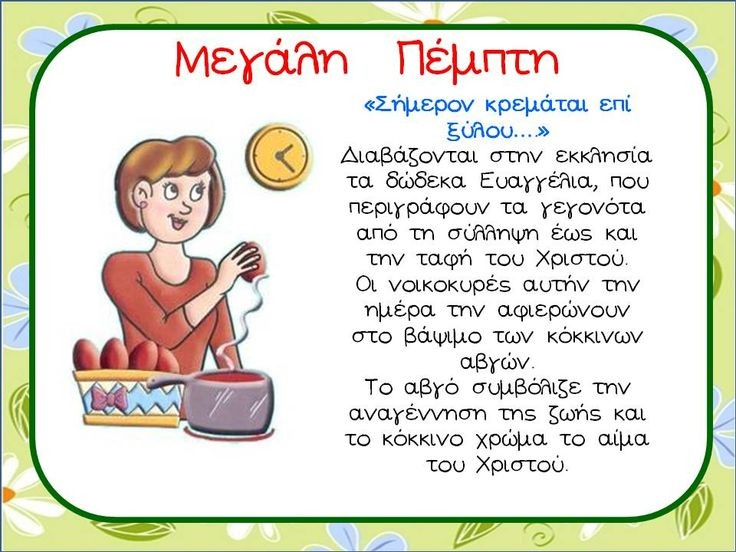 Μεγάλη Πέμπτη
«Σήμερον κρεμάται επί
ξύλου....»
Διαβάζονται στην εκκλησία
τα δώδεκα Ευαγγέλια, που
περιγράφουν τα γεγονότα
από τη σύλληψη έως και
την ταφή του Χριστού.
Οι νοικοκυρές αυτήν την
ημέρα την αφιερώνουν
στο βάψιμο των κόκκινων
αβγών.
Το αβγό συμβόλιζε την
αναγέννηση της ζωής και
το κόκκινο χρώμα το αίμα
του Χριστού.